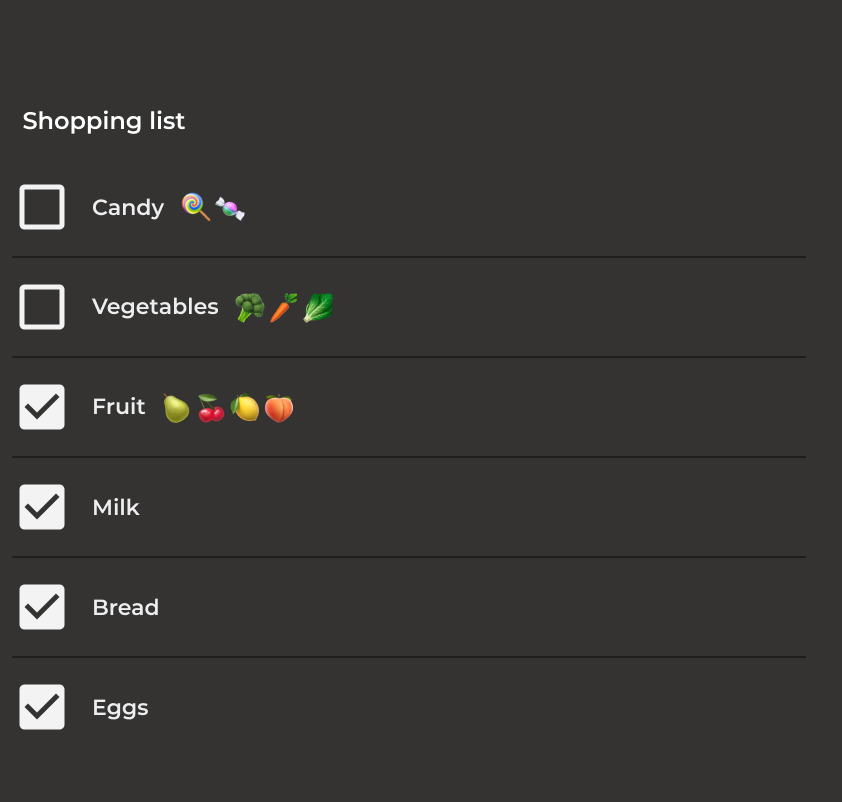 Shopping list
Candy 🍭🍬
Vegetables 🥦🥕🥬
Fruit 🍐🍒🍋🍑
Milk
Bread
Eggs